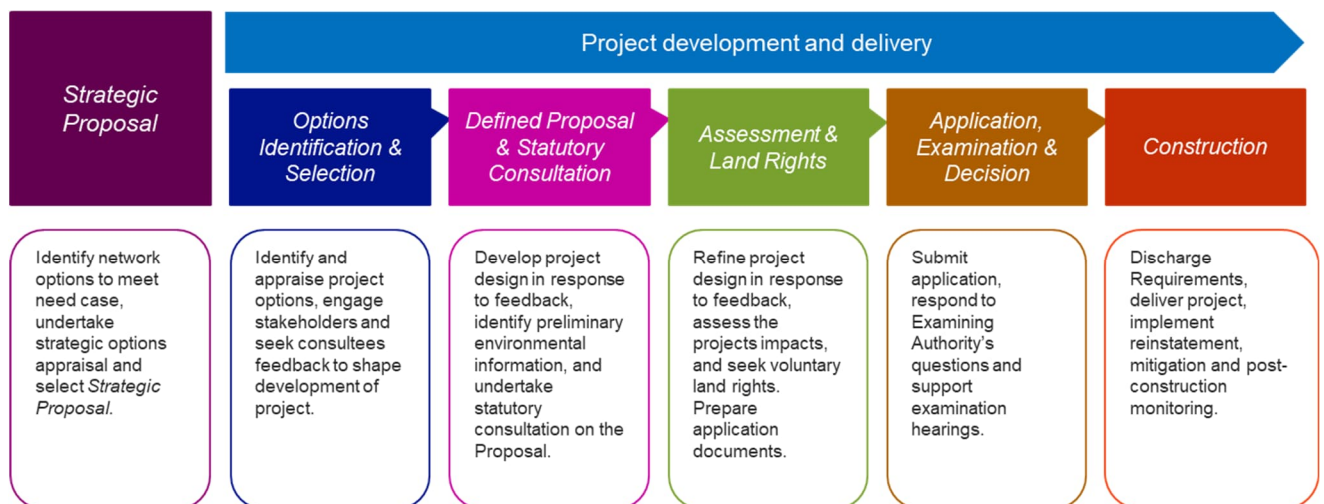 Strategic
Proposal
Project development and delivery
Options
Identification &
Selection
Defined Proposal
& Statutory
Consultation
Assessment &
Land Rights
Application,
Examination &
Decision
Construction
Identify network
options to meet
need case,
undertake
strategic options
appraisal and
select Strategic
Proposal.
Identify and
appraise project
options, engage
stakeholders and
seek consultees
feedback to shape
development of
project.
Develop project
design in response
to feedback,
identify preliminary
environmental
information, and
undertake
statutory
consultation on the
Proposal.
Refine project
design in response
to feedback,
assess the
projects impacts,
and seek voluntary
land rights.
Prepare
application
documents.
Submit
application,
respond to
Examining
Authority's
questions and
support
examination
hearings.
Discharge
Requirements,
deliver project,
implement
reinstatement,
mitigation and post-
construction
monitoring.